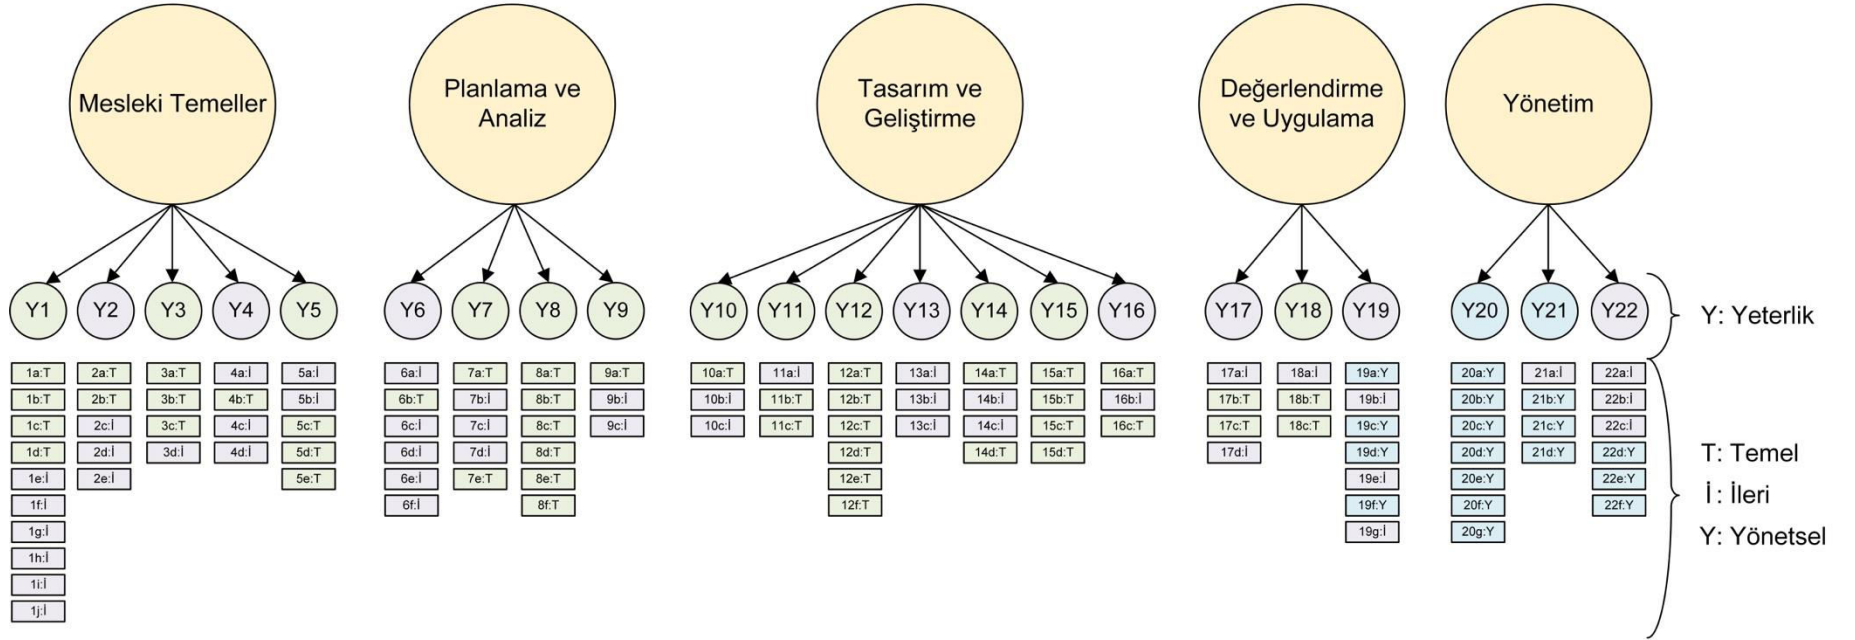 Mesleki Temeller
Planlama ve
Analiz
Tasarım ve
Geliştirme
Değerlendirme
ve Uygulama
Yönetim
Y1 Y2 Y3 Y4 Y5 Y6 Y7 Y8 Y9 Y10 Y11 Y12 Y13 Y14 Y15 Y16 Y17 Y18 Y19 Y20 Y21 Y22
Y: Yeterlik
1a:T 2a:T 3a:T 4a:İ 5a:İ 6a:İ 7a:T 8a:T 9a:T 10a:T 11a:İ 12a:T 13a:İ 14a:T 15a:T 16a:T 17a:İ 18a:İ 19a:Y 20a:Y 21a:İ 22a:İ
1b:T 2b:T 3b:T 4b:T 5b:İ 6b:T 7b:İ 8b:T 9b:İ 10b:İ 11b:T 12b:T 13b:İ 14b:İ 15b:T 16b:İ 17b:T 18b:T 19b:İ 20b:Y 21b:Y 22b:İ
1c:T 2c:İ 3c:T 4c:İ 5c:T 6c:İ 7c:İ 8c:T 9c:İ 10c:İ 11c:T 12c:T 13c:İ 14c:İ 15c:T 16c:T 17c:T 18c:T 19c:Y 20c:Y 21c:Y 22c:İ
1d:T 2d:İ 3d:İ 4d:İ 5d:T 6d:İ 7d:İ 8d:T 12d:T 14d:T 15d:T 17d:İ 19d:Y 20d:Y 21d:Y 22d:Y
1e:İ 2e:İ 5e:T 6e:İ 7e:T 8e:T 12e:T 19e:İ 20e:Y 22e:Y
1f:İ 6f:İ 8f:T 12f:T 19f:Y 20f:Y 22f:Y
1g:İ 19g:İ 20g:Y
1h:İ
1i:İ
1j:İ
T: Temel
İ : İleri
Y: Yönetsel